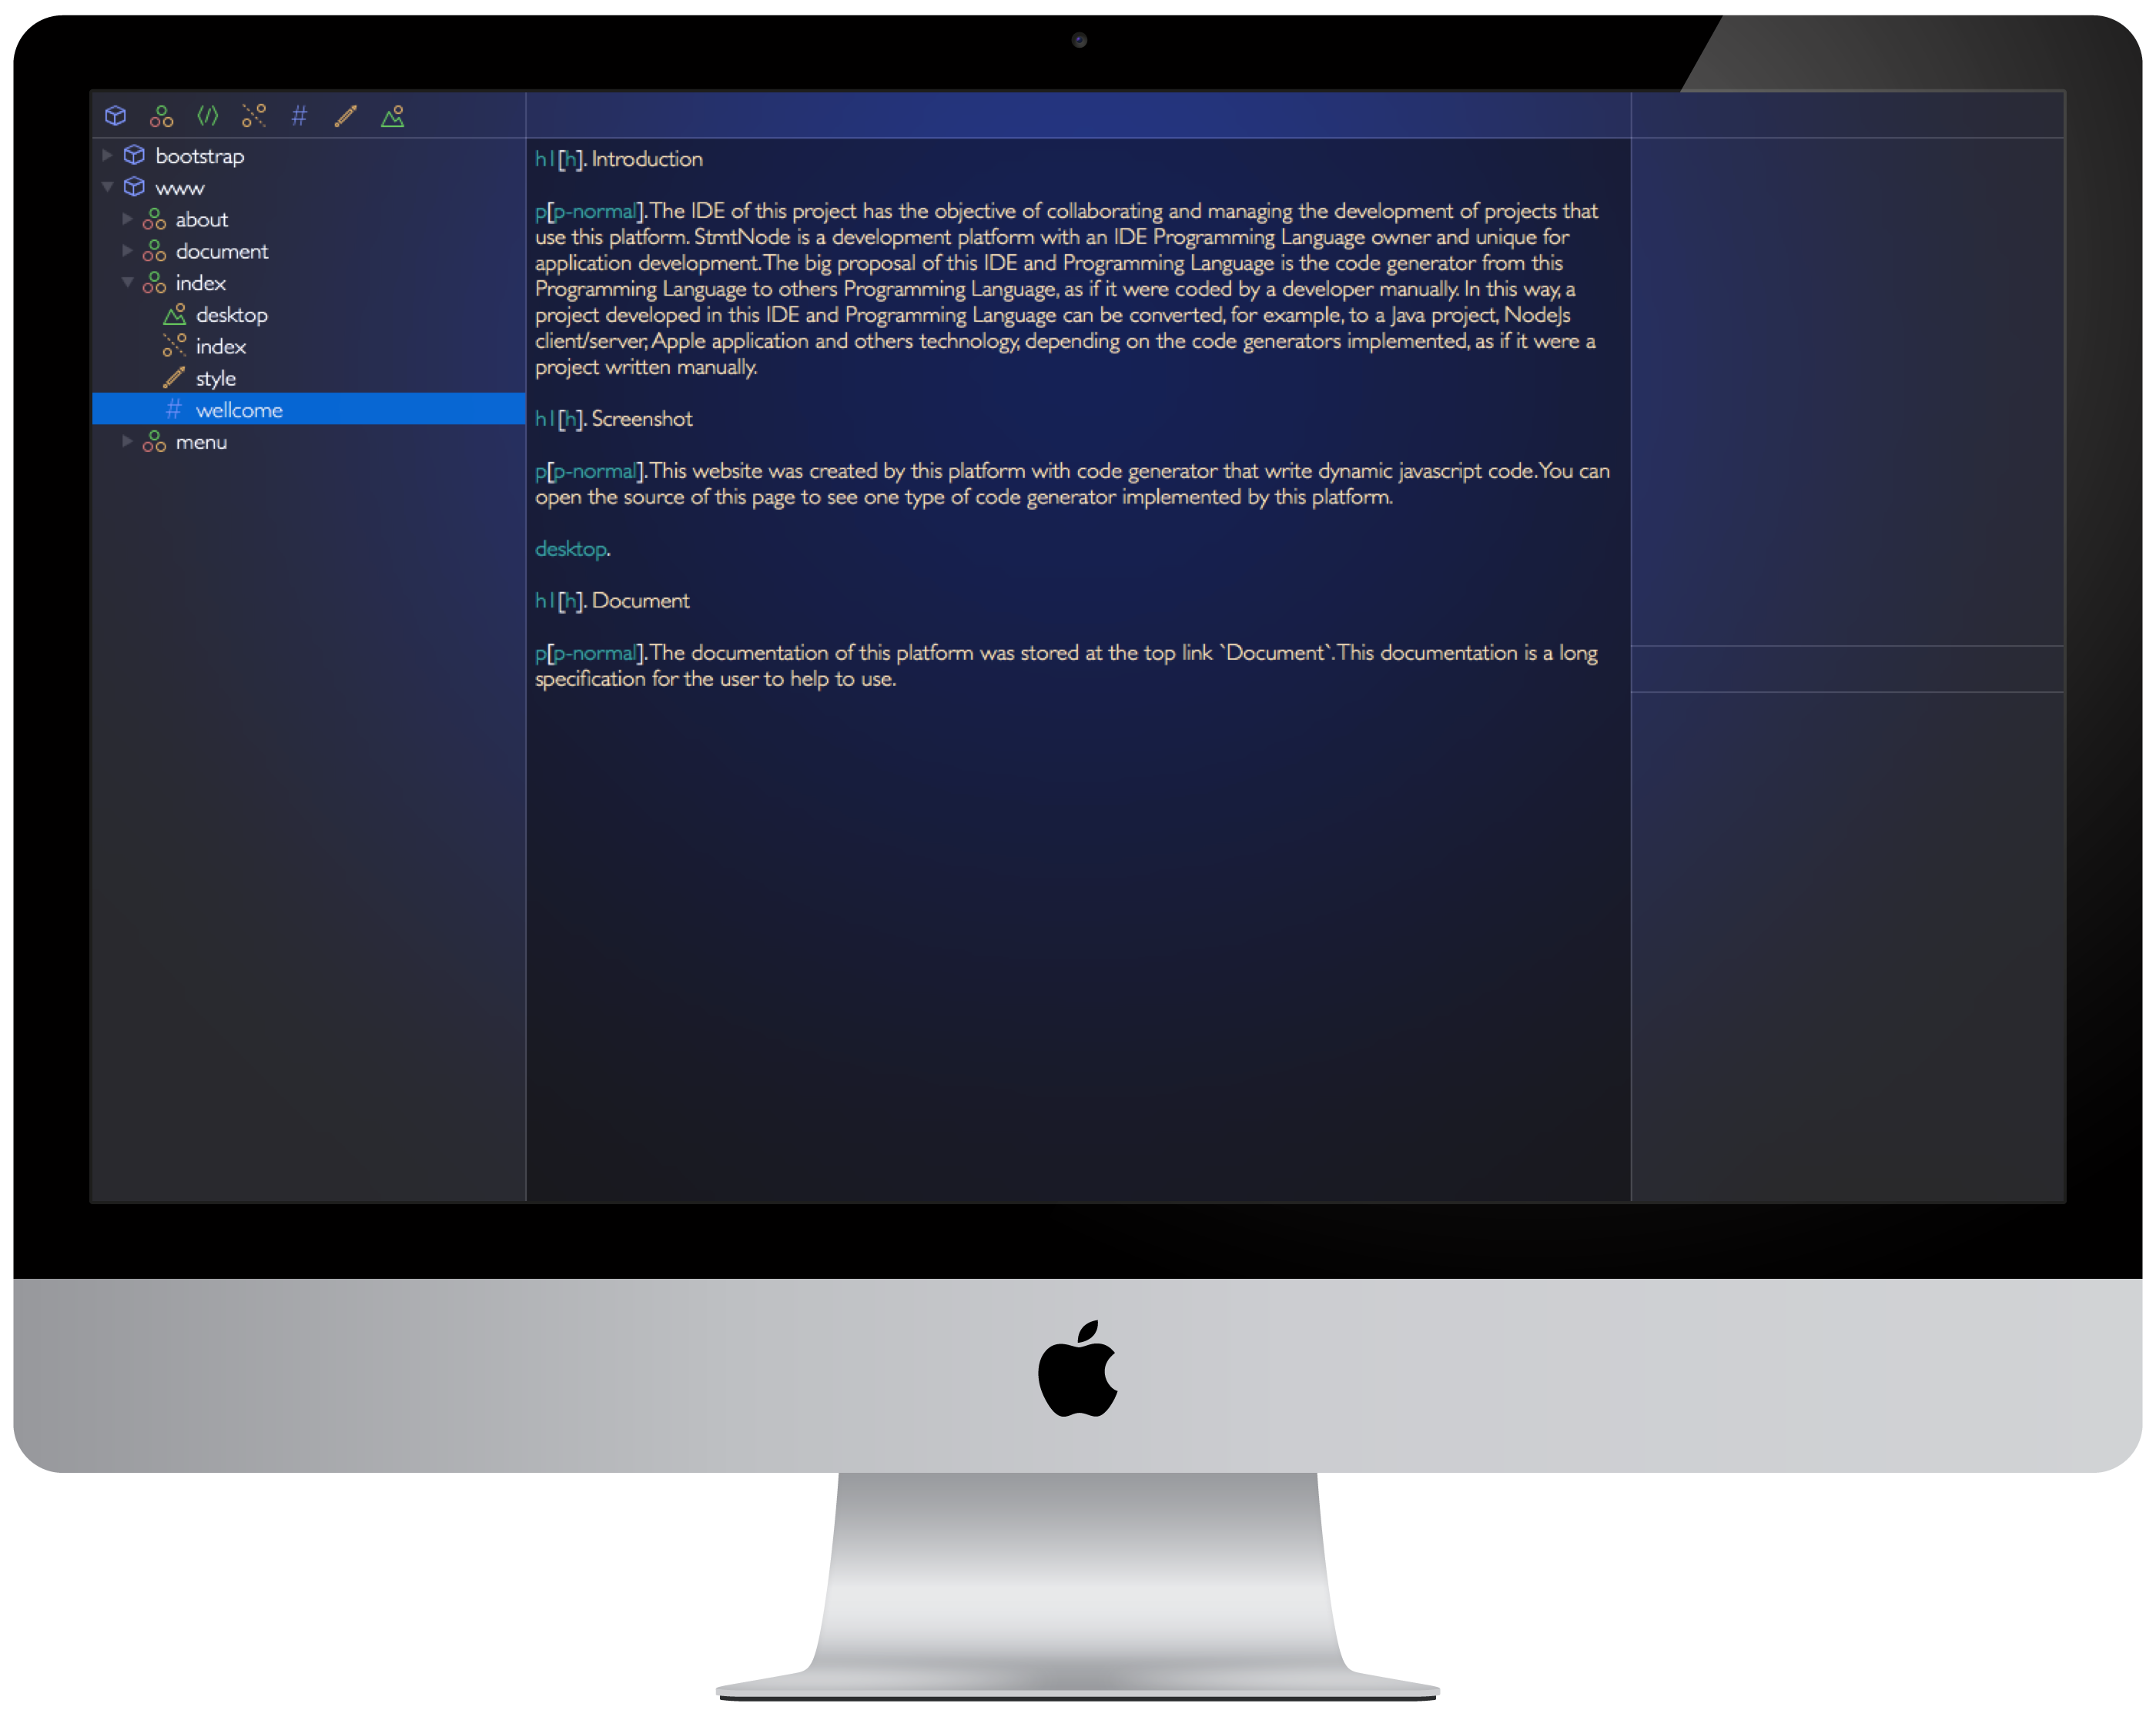 bootstrap
www
about
document
index
desktop
index
style
wellcome
menu
h1[h]. Introduction
p[p-normal]. The IDE of this project has the objective of collaborating and managing the development of projects that
use this platform. StmtNode is a development platform with an IDE Programming Language owner and unique for
application development. The big proposal of this IDE and Programming Language is the code generator from this
Programming Language to others Programming Language, as if it were coded by a developer manually. In this way, a
project developed in this IDE and Programming Language can be converted, for example, to a Java project, NodeJs
client/server, Apple application and others technology, depending on the code generators implemented, as if it were a
project written manually.
h1[h]. Screenshot
p[p-normal]. This website was created by this platform with code generator that write dynamic javascript code. You can
open the source of this page to see one type of code generator implemented by this platform.
desktop.
h1[h]. Document
p[p-normal]. The documentation of this platform was stored at the top link `Document`. This documentation is a long
specification for the user to help to use.